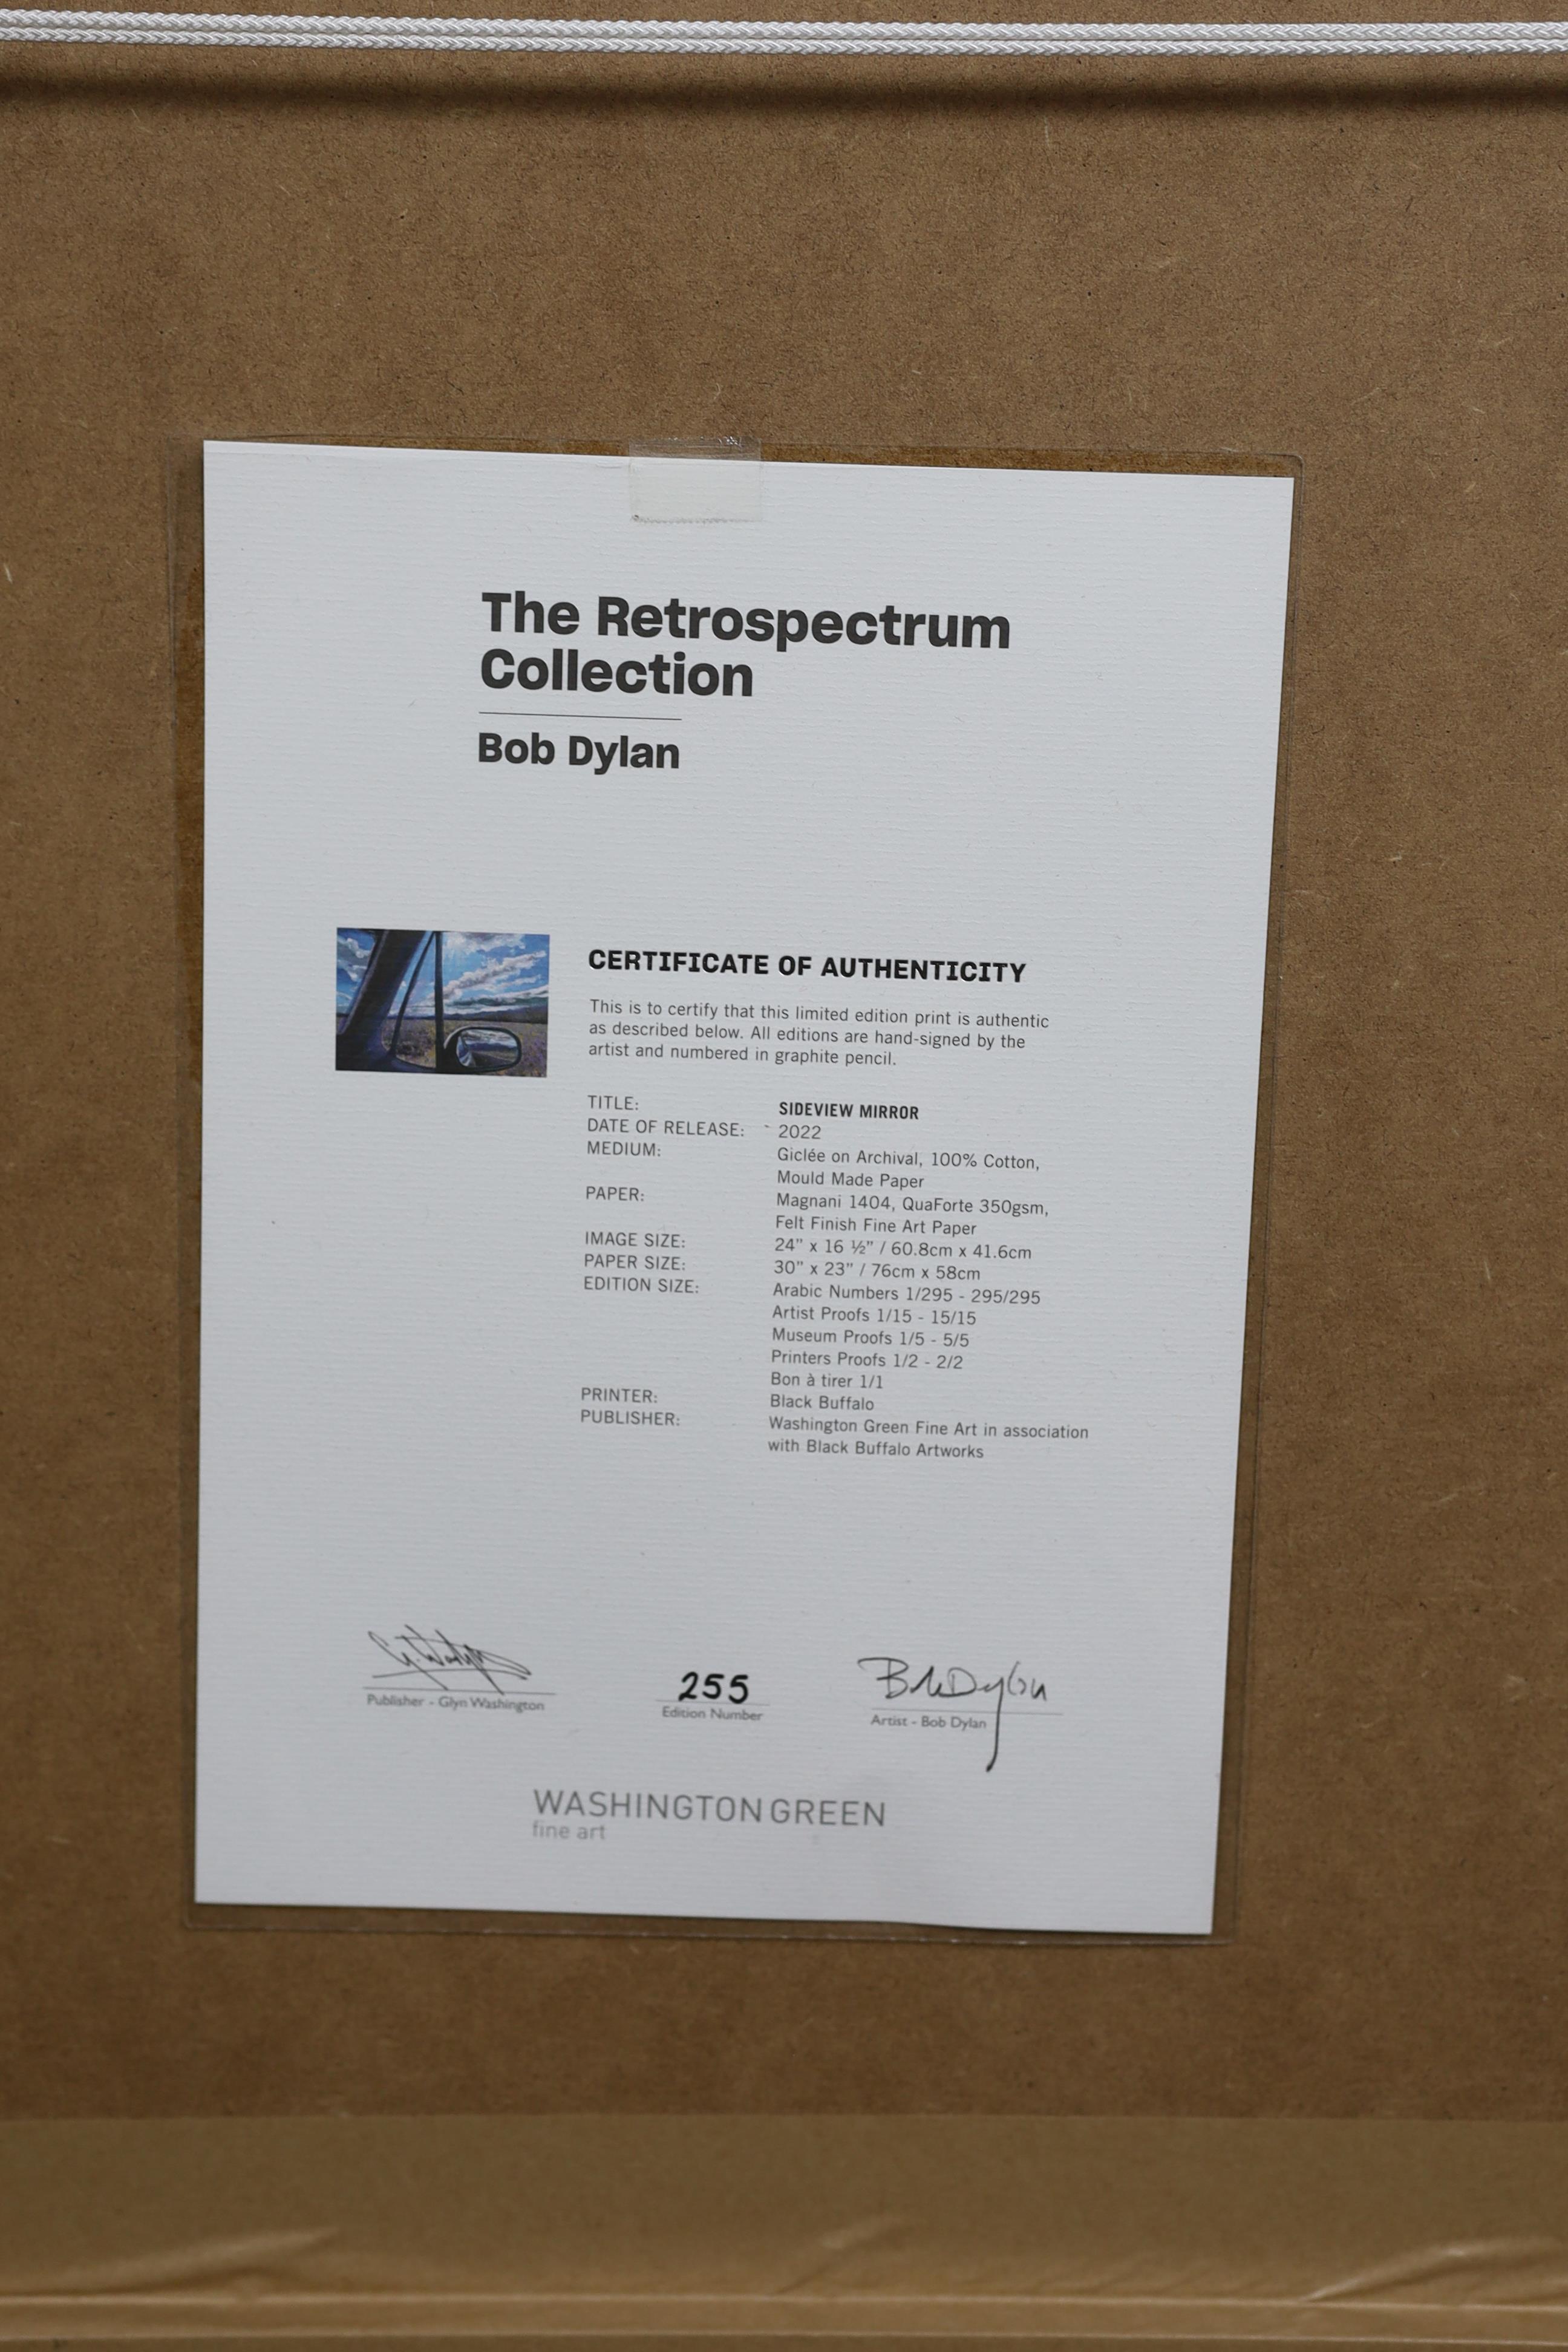 The Retrospectrum
Collection
Bob Dylan
CERTIFICATE OF AUTHENTICITY
This is to certify that this limited edition print is authentic
as described below. All editions are hand-signed by the
artist and numbered in graphite pencil.
TITLE: SIDEVIEW MIRROR
DATE OF RELEASE: 2022
MEDIUM: Giclée on Archival, 100% Cotton,
Mould Made Paper
PAPER: Magnani 1404, QuaForte 350gsm,
Felt Finish Fine Art Paper
IMAGE SIZE: 24” x 16 ½” / 60.8cm x 41.6cm
PAPER SIZE: 30” x 23” / 76cm x 58cm
EDITION SIZE: Arabic Numbers 1/295 - 295/295
Artist Proofs 1/15 - 15/15
Museum Proofs 1/5 - 5/5
Printers Proofs 1/2 - 2/2
Bon à tirer 1/1
PRINTER: Black Buffalo
PUBLISHER: Washington Green Fine Art in association
with Black Buffalo Artworks
255 Bob Dylan
Publisher - Glyn Washington Edition Number Artist - Bob Dylan
WASHINGTON GREEN
fine art